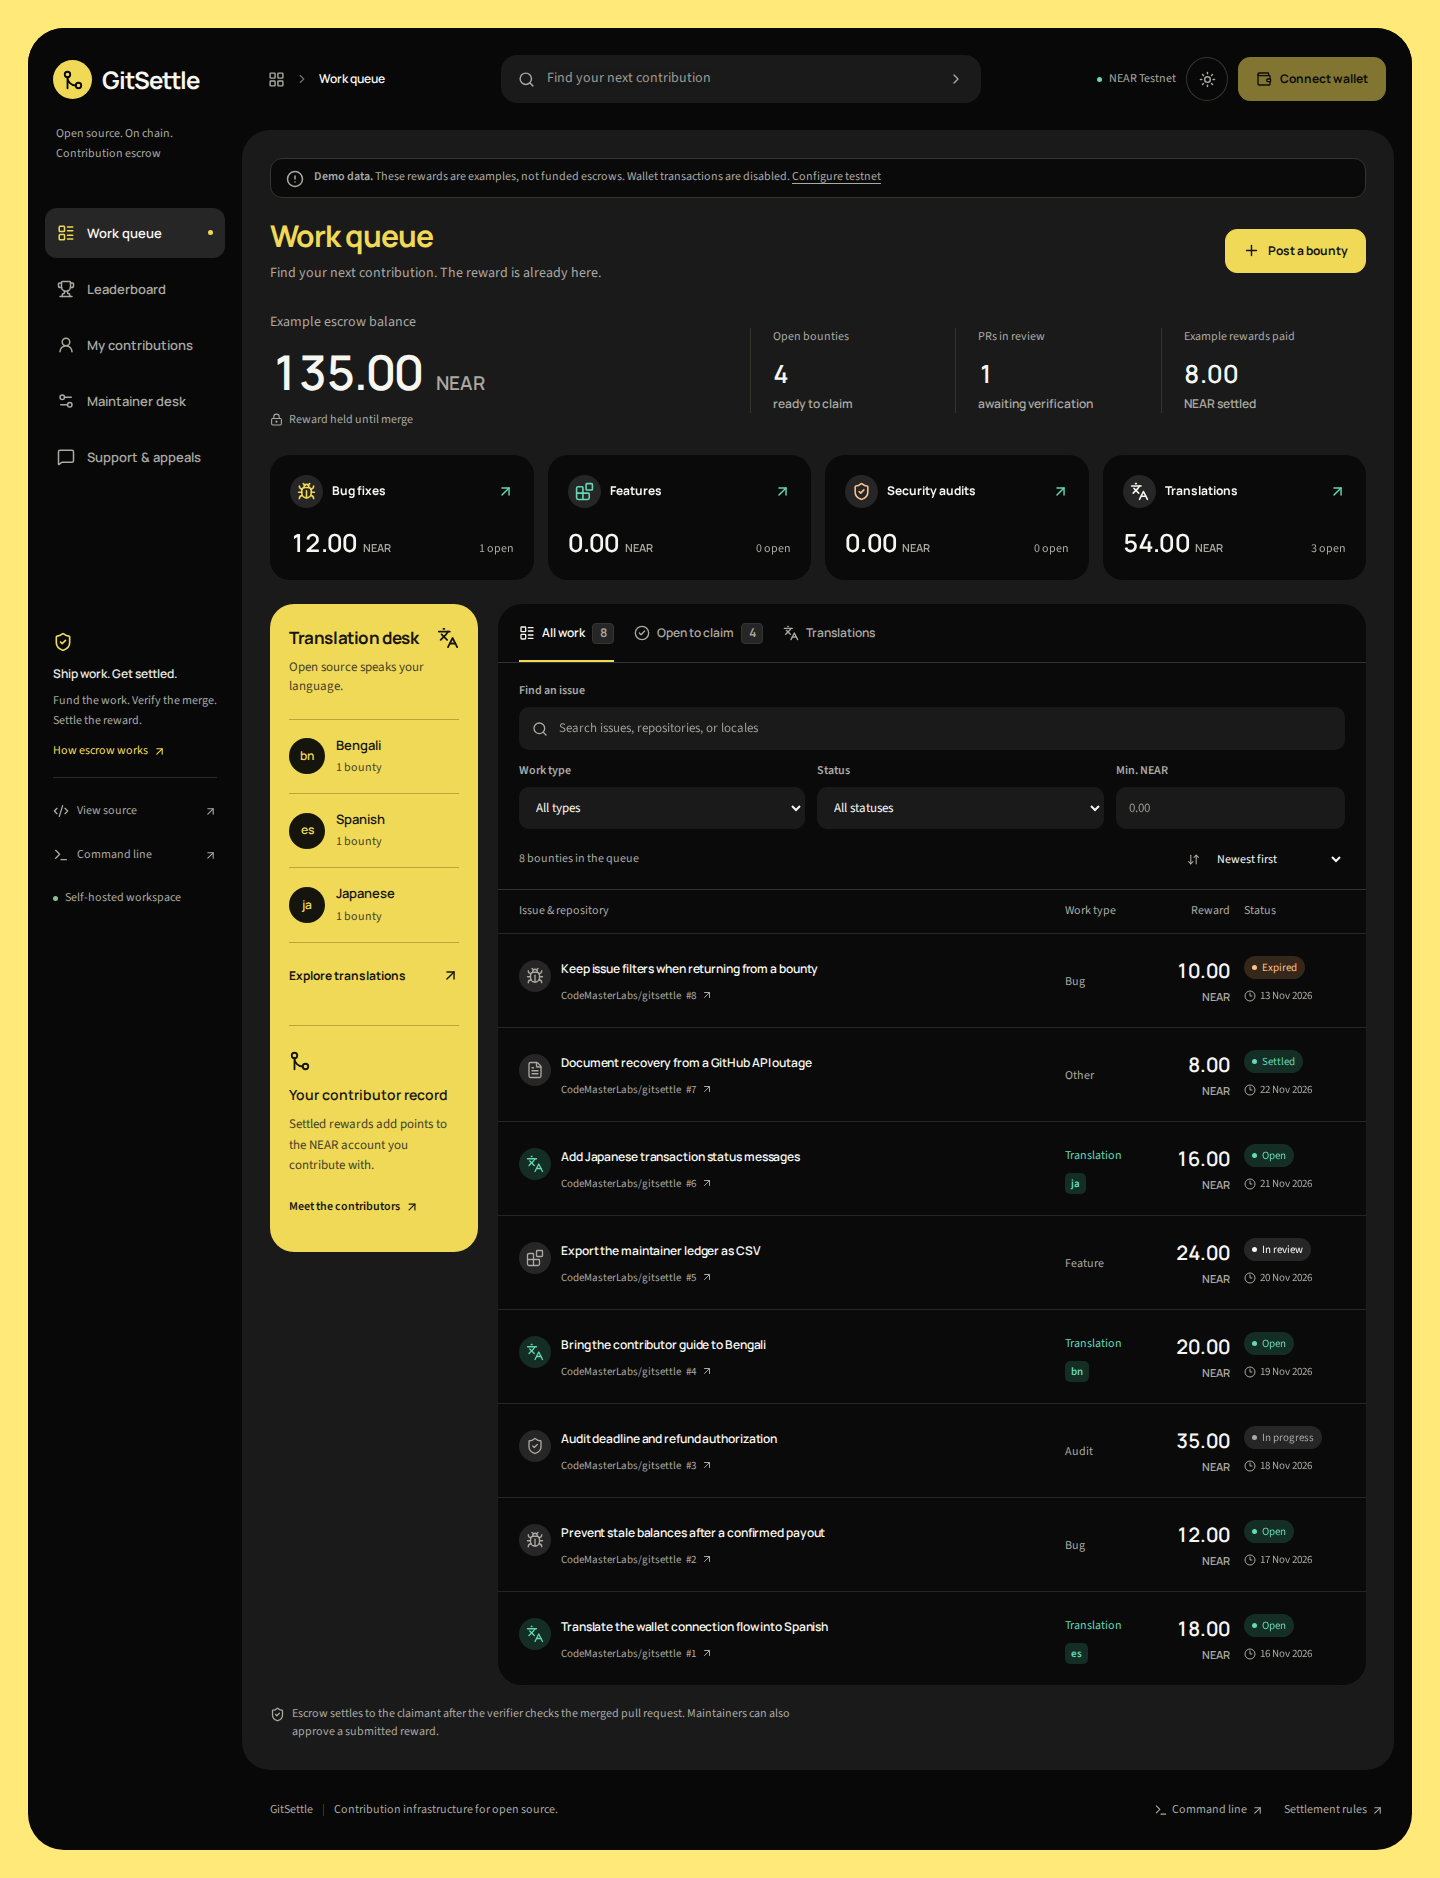 GitSettle
Work queue
Find your next contribution
NEAR Testnet
Connect wallet
Open source. On chain.
Contribution escrow
Work queue
Leaderboard
My contributions
Maintainer desk
Support & appeals
Ship work. Get settled.
Fund the work. Verify the merge.
Settle the reward.
How escrow works
View source
Command line
Self-hosted workspace
Demo data. These rewards are examples, not funded escrows. Wallet transactions are disabled. Configure testnet
Work queue
Find your next contribution. The reward is already here.
Post a bounty
Example escrow balance
135.00 NEAR
Reward held until merge
Open bounties
4
ready to claim
PRs in review
1
awaiting verification
Example rewards paid
8.00
NEAR settled
Bug fixes
12.00 NEAR
1 open
Features
0.00 NEAR
0 open
Security audits
0.00 NEAR
0 open
Translations
54.00 NEAR
3 open
Translation desk
Open source speaks your
language.
bn
Bengali
1 bounty
es
Spanish
1 bounty
ja
Japanese
1 bounty
Explore translations
Your contributor record
Settled rewards add points to
the NEAR account you
contribute with.
Meet the contributors
All work 8
Open to claim 4
Translations
Find an issue
Search issues, repositories, or locales
Work type
Status
Min. NEAR
All types
All statuses
0.00
8 bounties in the queue
Newest first
Issue & repository
Work type
Reward
Status
Keep issue filters when returning from a bounty
CodeMasterLabs/gitsettle #8
Bug
10.00
NEAR
Expired
13 Nov 2026
Document recovery from a GitHub API outage
CodeMasterLabs/gitsettle #7
Other
8.00
NEAR
Settled
22 Nov 2026
Add Japanese transaction status messages
CodeMasterLabs/gitsettle #6
Translation
ja
16.00
NEAR
Open
21 Nov 2026
Export the maintainer ledger as CSV
CodeMasterLabs/gitsettle #5
Feature
24.00
NEAR
In review
20 Nov 2026
Bring the contributor guide to Bengali
CodeMasterLabs/gitsettle #4
Translation
bn
20.00
NEAR
Open
19 Nov 2026
Audit deadline and refund authorization
CodeMasterLabs/gitsettle #3
Audit
35.00
NEAR
In progress
18 Nov 2026
Prevent stale balances after a confirmed payout
CodeMasterLabs/gitsettle #2
Bug
12.00
NEAR
Open
17 Nov 2026
Translate the wallet connection flow into Spanish
CodeMasterLabs/gitsettle #1
Translation
es
18.00
NEAR
Open
16 Nov 2026
Escrow settles to the claimant after the verifier checks the merged pull request. Maintainers can also
approve a submitted reward.
GitSettle
Contribution infrastructure for open source.
Command line
Settlement rules